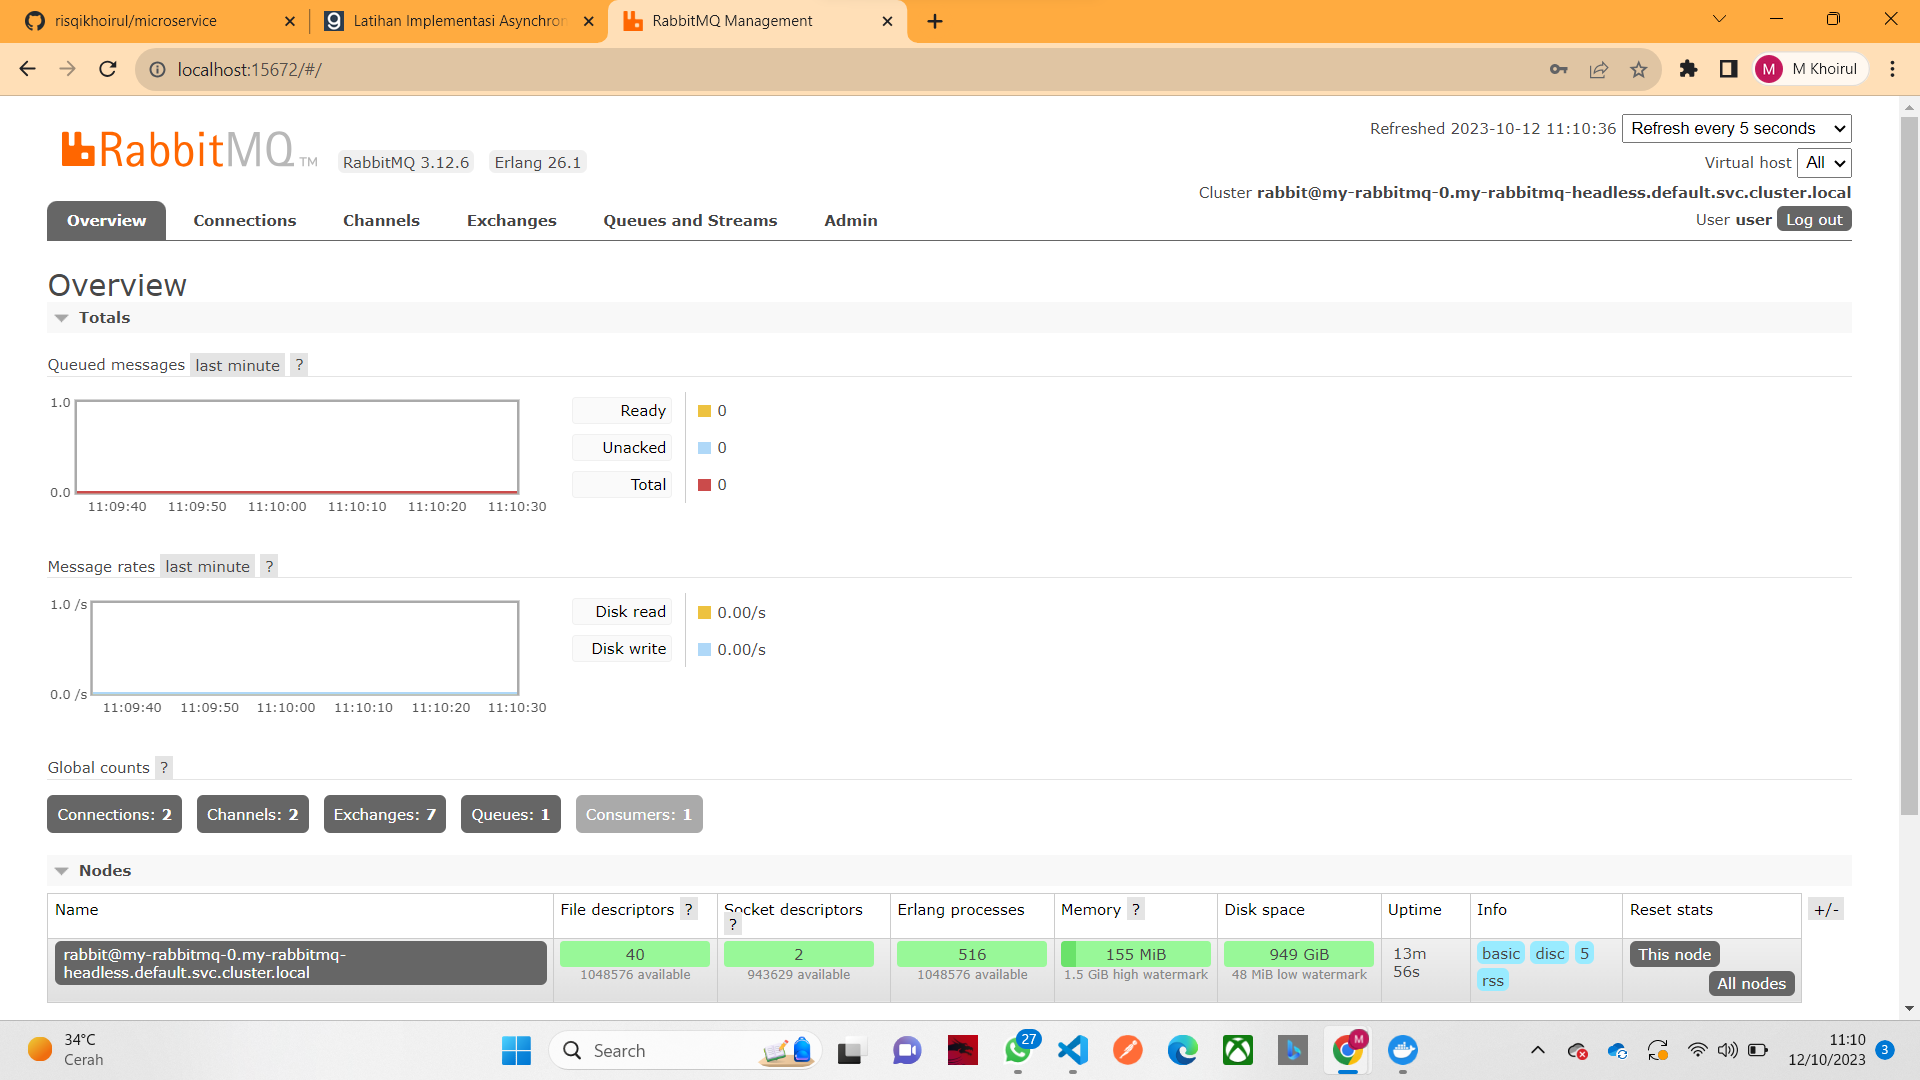 risqikhoirul/microservice
Latihan Implementasi Asynchron
RabbitMQ Management
localhost:15672/#/
M
M Khoirul
RabbitMQ TM
RabbitMQ 3.12.6
Erlang 26.1
Refreshed 2023-10-12 11:10:36
Refresh every 5 seconds
Virtual host
All
Cluster rabbit@my-rabbitmq-0.my-rabbitmq-headless.default.svc.cluster.local
User user
Log out
Overview
Connections
Channels
Exchanges
Queues and Streams
Admin
Overview
Totals
Queued messages last minute ?
1.0
0.0
11:09:40 11:09:50 11:10:00 11:10:10 11:10:20 11:10:30
Ready 0
Unacked 0
Total 0
Message rates last minute ?
1.0 /s
0.0 /s
11:09:40 11:09:50 11:10:00 11:10:10 11:10:20 11:10:30
Disk read 0.00/s
Disk write 0.00/s
Global counts ?
Connections: 2
Channels: 2
Exchanges: 7
Queues: 1
Consumers: 1
Nodes
Name
File descriptors ?
Socket descriptors
?
Erlang processes
Memory ?
Disk space
Uptime
Info
Reset stats
+/-
rabbit@my-rabbitmq-0.my-rabbitmq-
headless.default.svc.cluster.local
40
1048576 available
2
943629 available
516
1048576 available
155 MiB
1.5 GiB high watermark
949 GiB
48 MiB low watermark
13m
56s
basic disc 5
rss
This node
All nodes
34°C
Cerah
Search
27
M
11:10
12/10/2023
3